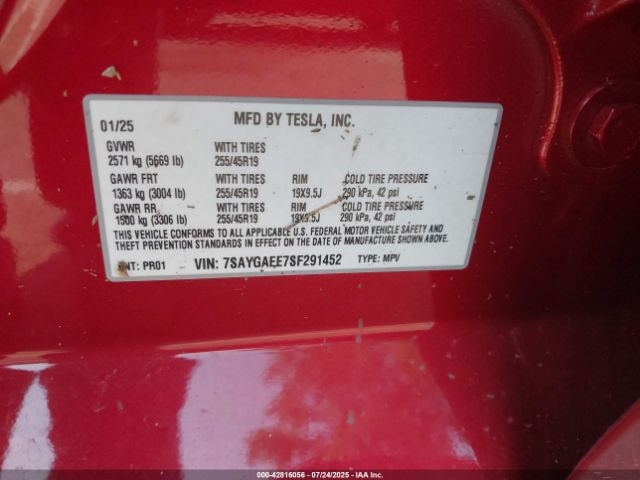 MFD BY TESLA, INC.
01/25
GVWR WITH TIRES
2571 kg (5669 lb) 255/45R19
GAWR FRT WITH TIRES RIM COLD TIRE PRESSURE
1363 kg (3004 lb) 255/45R19 19X9.5J 290 kPa, 42 psi
GAWR RR WITH TIRES RIM COLD TIRE PRESSURE
1500 kg (3306 lb) 255/45R19 19X9.5J 290 kPa, 42 psi
THIS VEHICLE CONFORMS TO ALL APPLICABLE U.S. FEDERAL MOTOR VEHICLE SAFETY AND
THEFT PREVENTION STANDARDS IN EFFECT ON THE DATE OF MANUFACTURE SHOWN ABOVE.
PNT: PR01 VIN: 7SAYGAEE7SF291452 TYPE: MPV
000-42816056 | 07/24/2025 | IAA Inc.